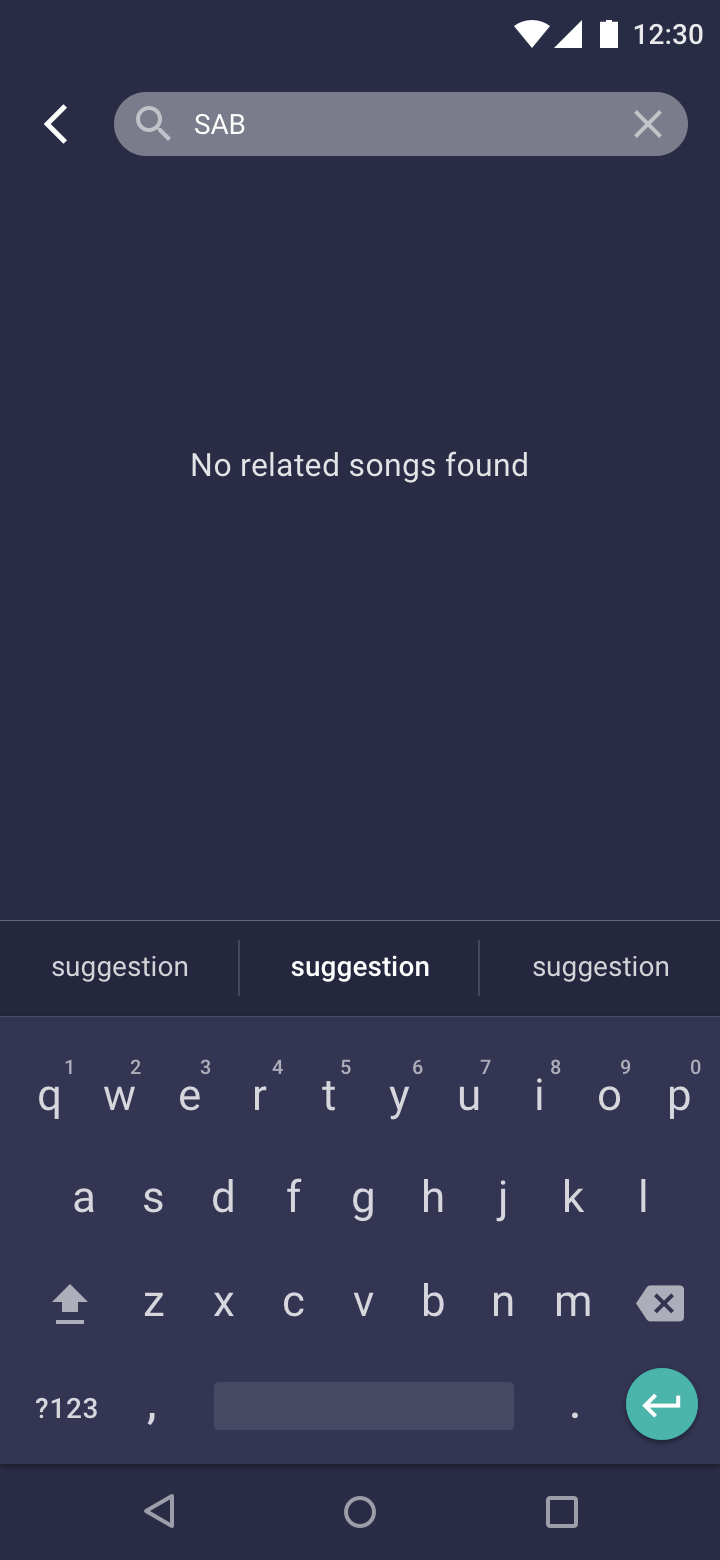 12:30
SAB
No related songs found
suggestion suggestion suggestion
1 2 3 4 5 6 7 8 9 0
q w e r t y u i o p
a s d f g h j k l
z x c v b n m
?123 , .